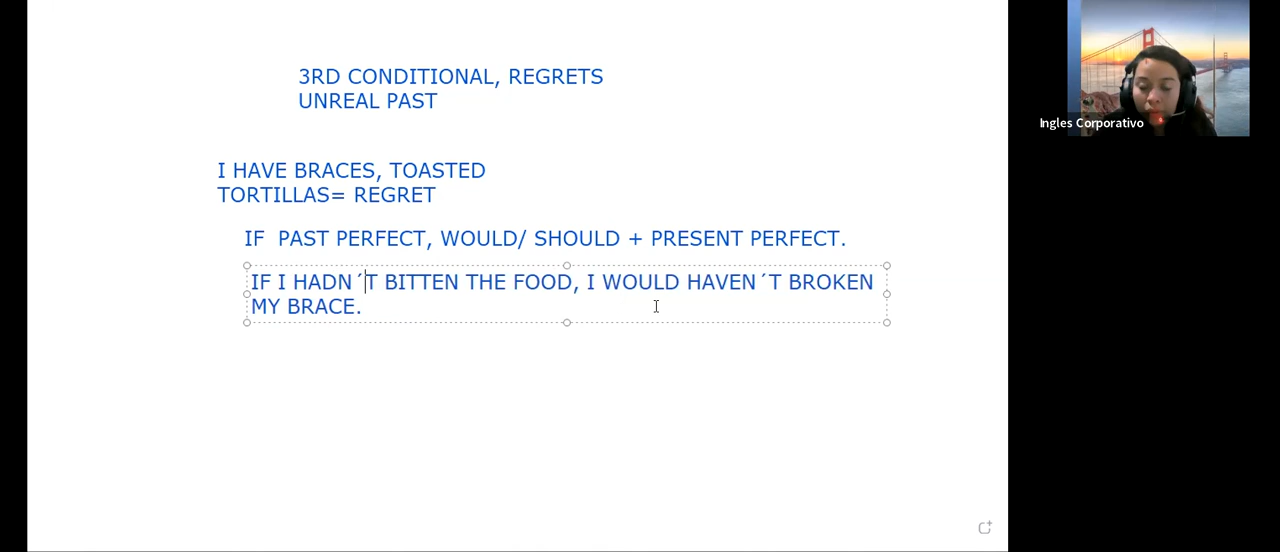 3RD CONDITIONAL, REGRETS
UNREAL PAST
Ingles Corporativo
I HAVE BRACES, TOASTED
TORTILLAS= REGRET
IF  PAST PERFECT, WOULD/ SHOULD + PRESENT PERFECT.
IF I HADN´T BITTEN THE FOOD, I WOULD HAVEN´T BROKEN
MY BRACE.